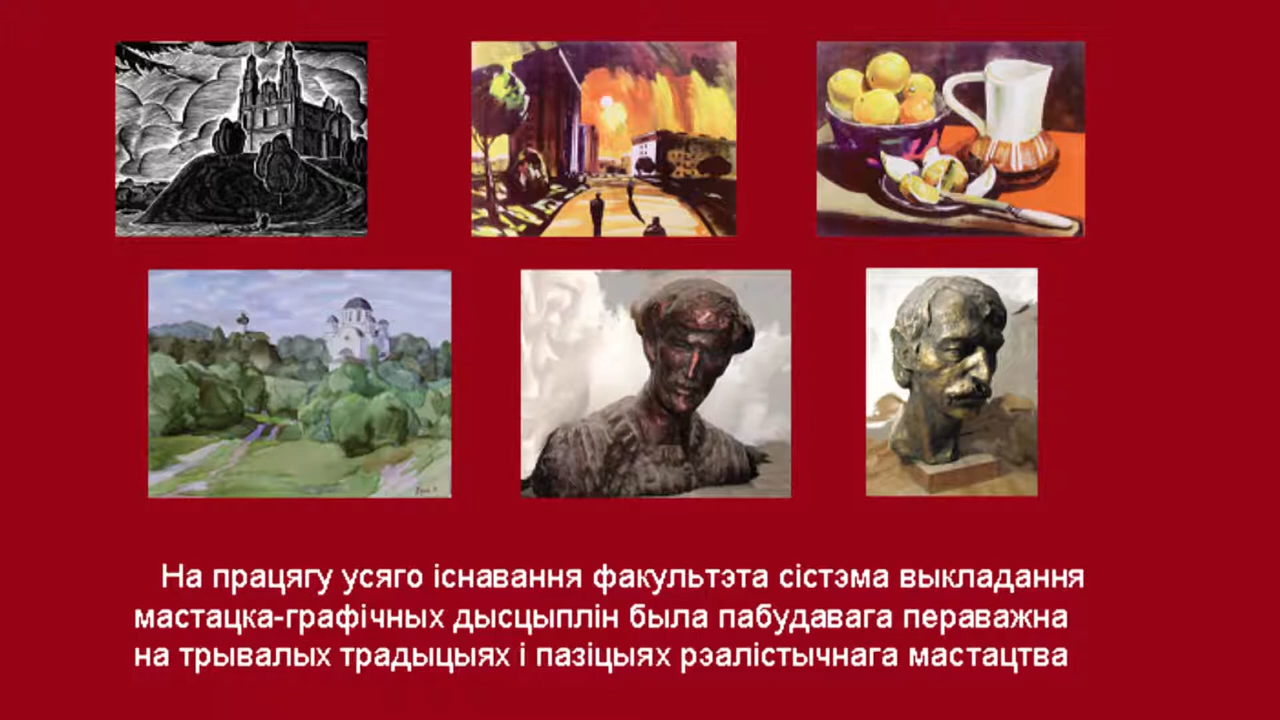 На працягу усяго існавання факультэта сістэма выкладання
мастацка-графічных дысцыплін была пабудавага пераважна
на трывалых традыцыях і пазіцыях рэалістычнага мастацтва